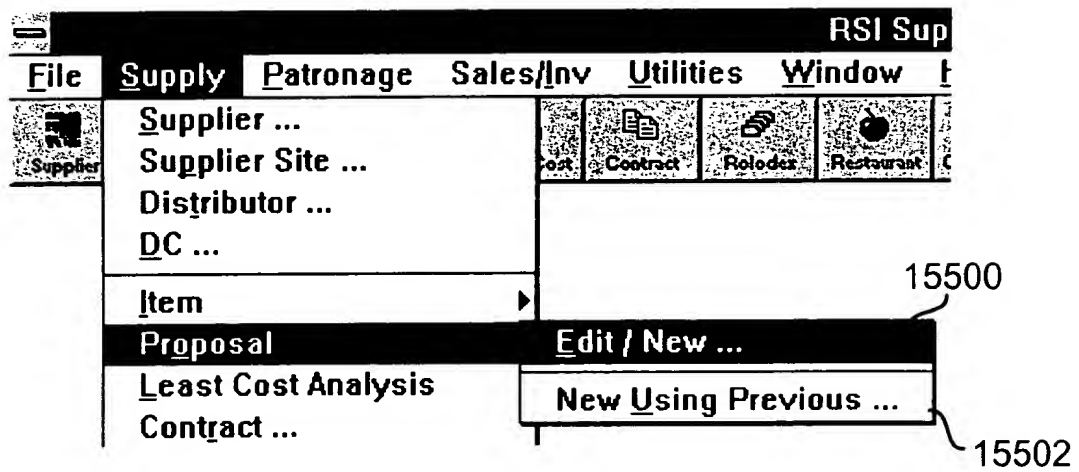 RSI Sup
File Supply Patronage Sales/Inv Utilities Window
Supplier ost Contract Rolodex Restaurant
Supplier ...
Supplier Site ...
Distributor ...
DC ...
Item
Proposal
Least Cost Analysis
Contract ...
15500
Edit / New ...
New Using Previous ...
15502